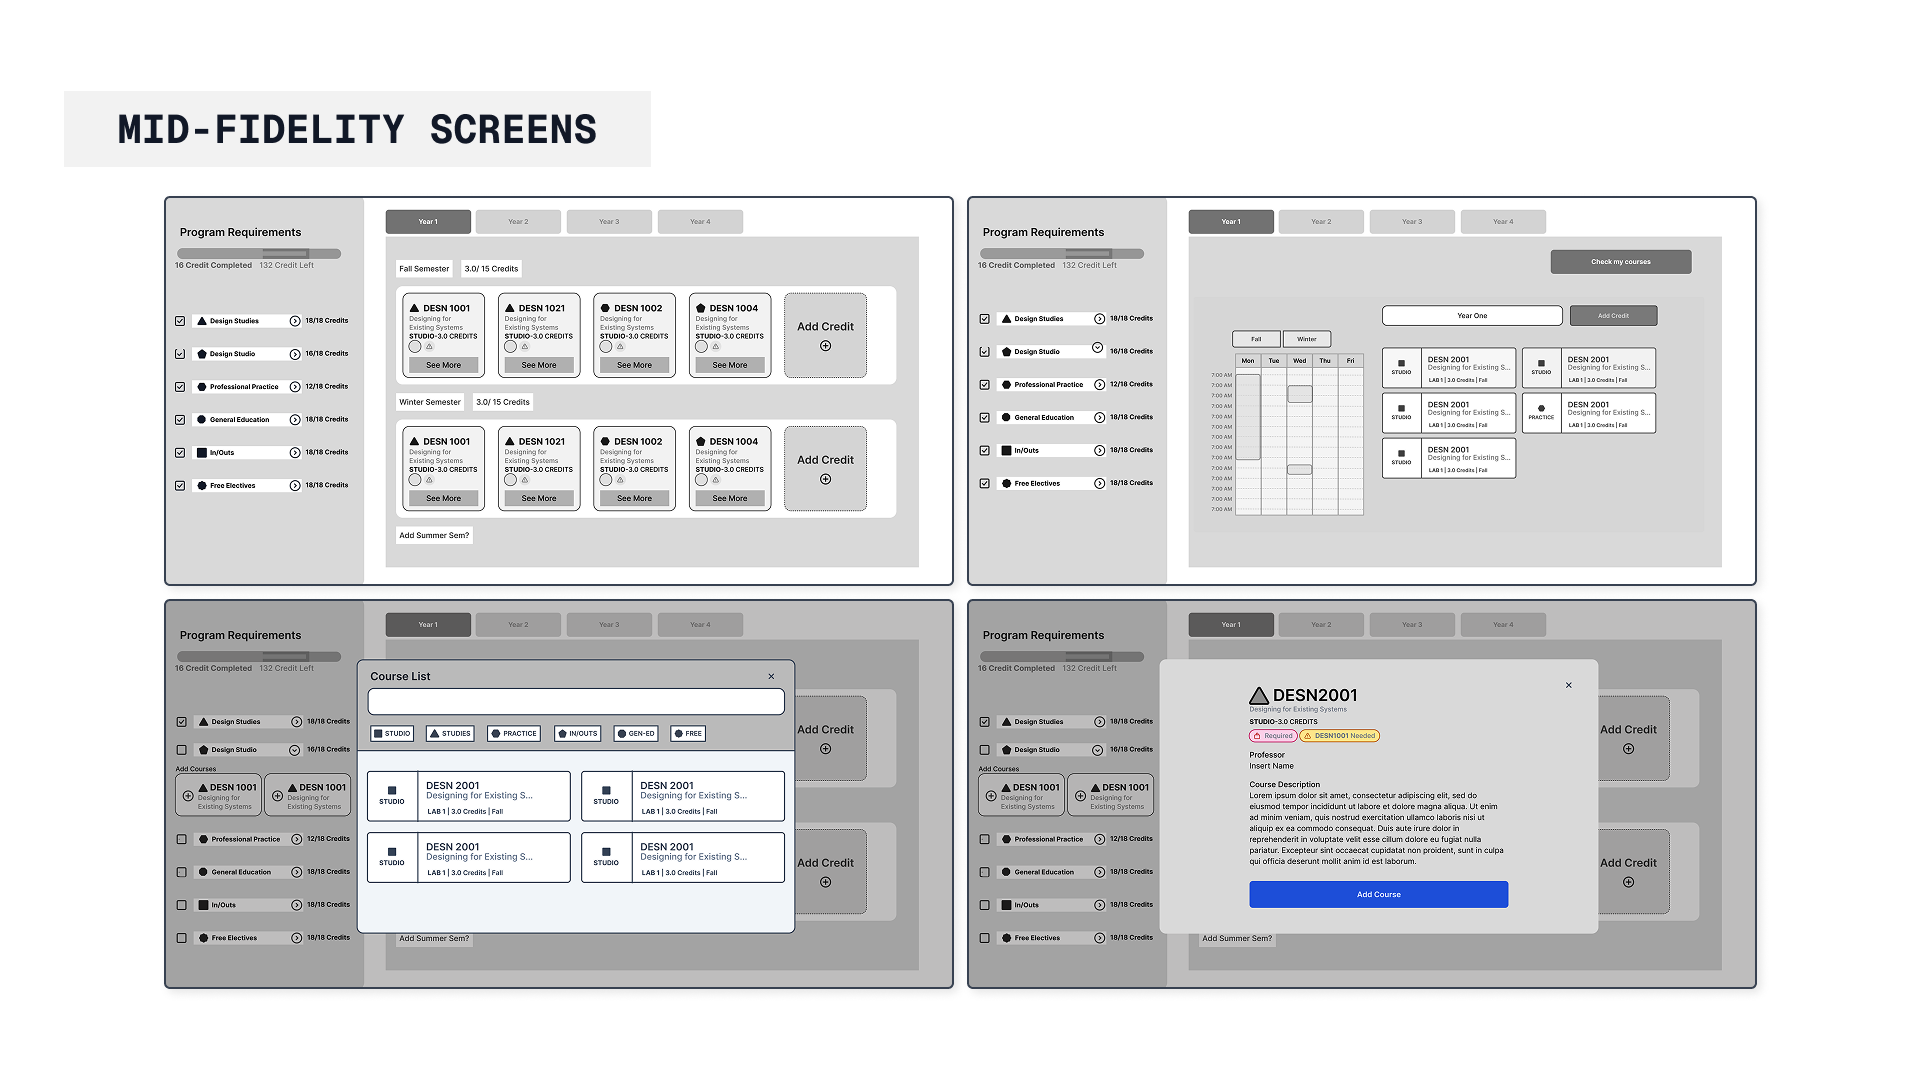 MID-FIDELITY SCREENS
Program Requirements
16 Credit Completed 132 Credit Left
Design Studies 18/18 Credits
Design Studio 16/18 Credits
Professional Practice 12/18 Credits
General Education 18/18 Credits
In/Outs 18/18 Credits
Free Electives 18/18 Credits
Year 1 Year 2 Year 3 Year 4
Fall Semester 3.0/ 15 Credits
DESN 1001 DESN 1021 DESN 1002 DESN 1004
Designing for Designing for Designing for Designing for
Existing Systems Existing Systems Existing Systems Existing Systems
STUDIO-3.0 CREDITS STUDIO-3.0 CREDITS STUDIO-3.0 CREDITS STUDIO-3.0 CREDITS
See More See More See More See More
Add Credit
Winter Semester 3.0/ 15 Credits
DESN 1001 DESN 1021 DESN 1002 DESN 1004
Designing for Designing for Designing for Designing for
Existing Systems Existing Systems Existing Systems Existing Systems
STUDIO-3.0 CREDITS STUDIO-3.0 CREDITS STUDIO-3.0 CREDITS STUDIO-3.0 CREDITS
See More See More See More See More
Add Credit
Add Summer Sem?
Program Requirements
16 Credit Completed 132 Credit Left
Design Studies 18/18 Credits
Design Studio 16/18 Credits
Professional Practice 12/18 Credits
General Education 18/18 Credits
In/Outs 18/18 Credits
Free Electives 18/18 Credits
Year 1 Year 2 Year 3 Year 4
Check my courses
Fall Winter
Mon Tue Wed Thu Fri
7:00 AM
7:00 AM
7:00 AM
7:00 AM
7:00 AM
7:00 AM
7:00 AM
7:00 AM
7:00 AM
7:00 AM
7:00 AM
7:00 AM
7:00 AM
7:00 AM
Year One Add Credit
STUDIO DESN 2001 Designing for Existing S... LAB 1 | 3.0 Credits | Fall
STUDIO DESN 2001 Designing for Existing S... LAB 1 | 3.0 Credits | Fall
STUDIO DESN 2001 Designing for Existing S... LAB 1 | 3.0 Credits | Fall
PRACTICE DESN 2001 Designing for Existing S... LAB 1 | 3.0 Credits | Fall
STUDIO DESN 2001 Designing for Existing S... LAB 1 | 3.0 Credits | Fall
Program Requirements
16 Credit Completed 132 Credit Left
Design Studies 18/18 Credits
Design Studio 16/18 Credits
Add Courses
DESN 1001 DESN 1001
Designing for Designing for
Existing Systems Existing Systems
Professional Practice 12/18 Credits
General Education 18/18 Credits
In/Outs 18/18 Credits
Free Electives 18/18 Credits
Year 1 Year 2 Year 3 Year 4
Course List
STUDIO STUDIES PRACTICE IN/OUTS GEN-ED FREE
STUDIO DESN 2001 Designing for Existing S... LAB 1 | 3.0 Credits | Fall
STUDIO DESN 2001 Designing for Existing S... LAB 1 | 3.0 Credits | Fall
STUDIO DESN 2001 Designing for Existing S... LAB 1 | 3.0 Credits | Fall
STUDIO DESN 2001 Designing for Existing S... LAB 1 | 3.0 Credits | Fall
Add Credit
Add Credit
Add Summer Sem?
Program Requirements
16 Credit Completed 132 Credit Left
Design Studies 18/18 Credits
Design Studio 16/18 Credits
Add Courses
DESN 1001 DESN 1001
Designing for Designing for
Existing Systems Existing Systems
Professional Practice 12/18 Credits
General Education 18/18 Credits
In/Outs 18/18 Credits
Free Electives 18/18 Credits
Year 1 Year 2 Year 3 Year 4
DESN2001
Designing for Existing Systems
STUDIO-3.0 CREDITS
Required DESN1001 Needed
Professor
Insert Name
Course Description
Lorem ipsum dolor sit amet, consectetur adipiscing elit, sed do
eiusmod tempor incididunt ut labore et dolore magna aliqua. Ut enim
ad minim veniam, quis nostrud exercitation ullamco laboris nisi ut
aliquip ex ea commodo consequat. Duis aute irure dolor in
reprehenderit in voluptate velit esse cillum dolore eu fugiat nulla
pariatur. Excepteur sint occaecat cupidatat non proident, sunt in culpa
qui officia deserunt mollit anim id est laborum.
Add Course
Add Credit
Add Credit
Add Summer Sem?